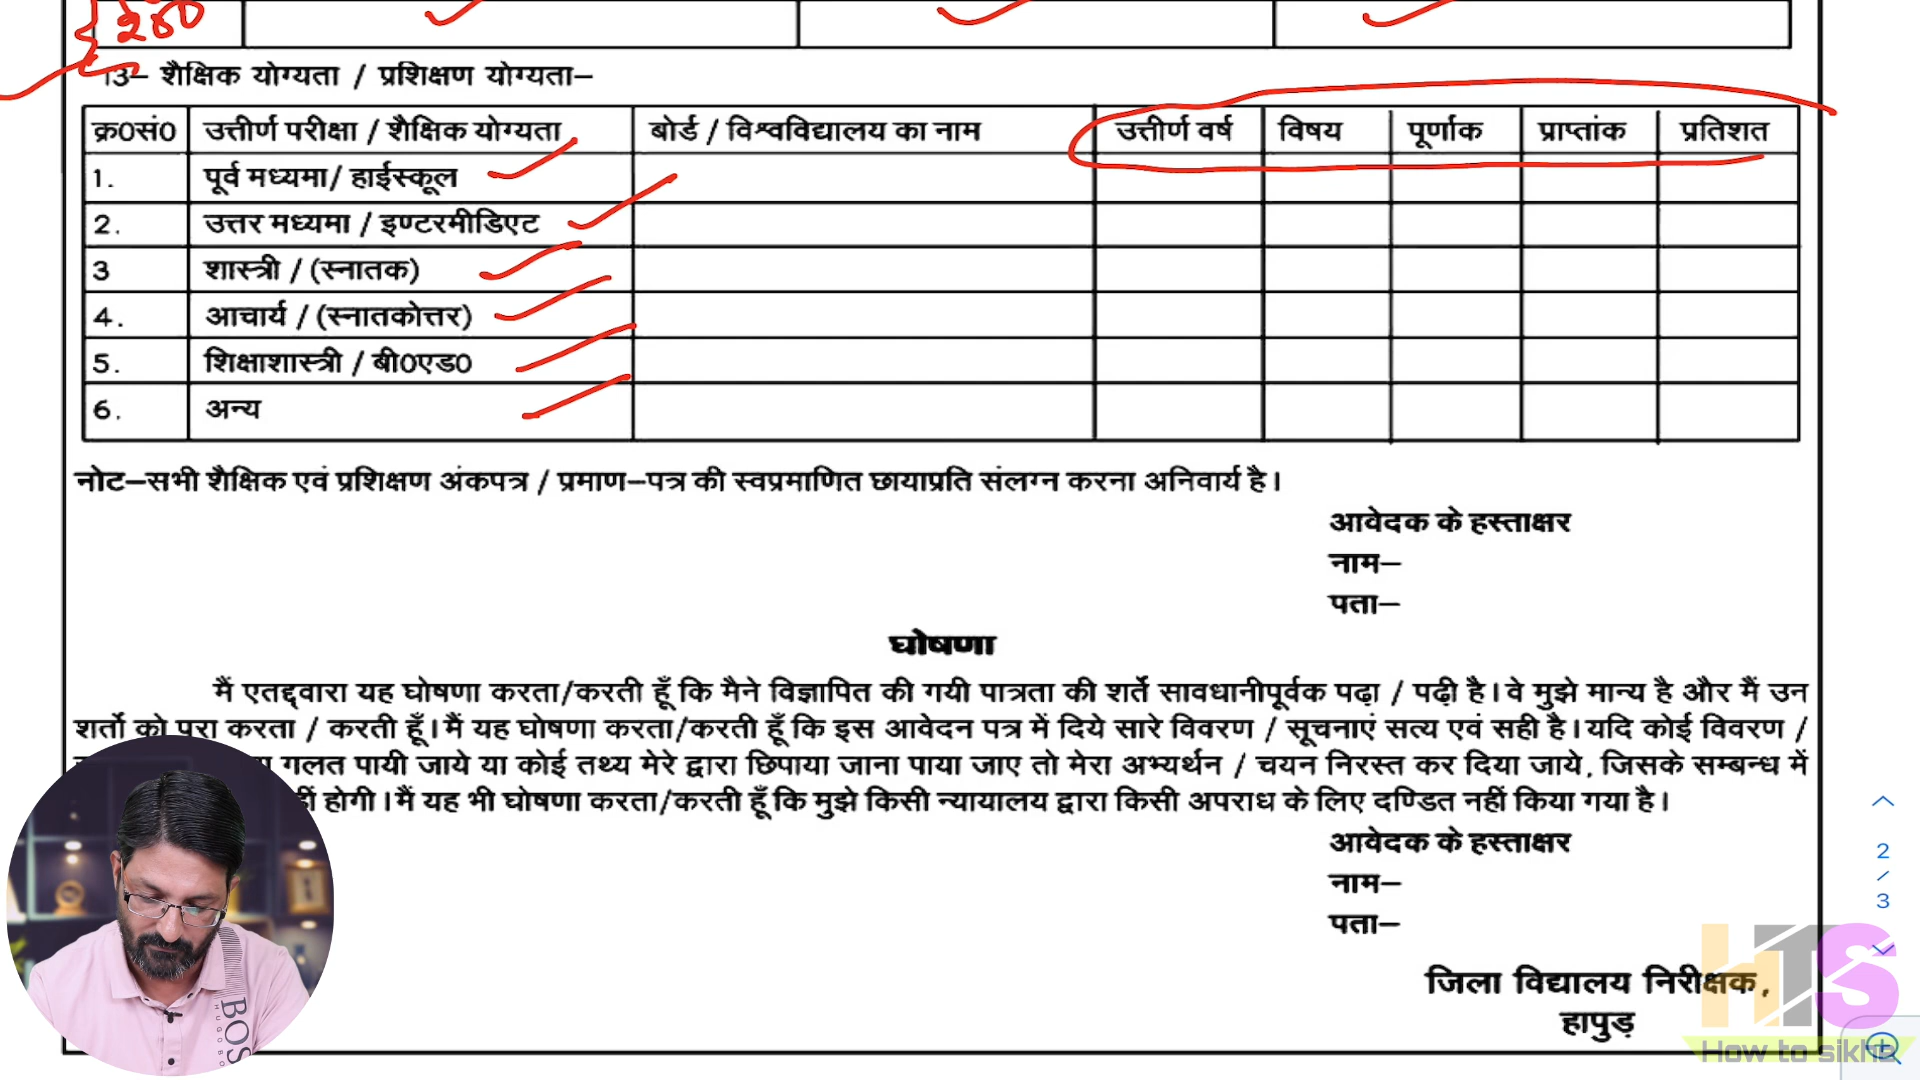 13– शैक्षिक योग्यता / प्रशिक्षण योग्यता–
क्र0सं0 उत्तीर्ण परीक्षा / शैक्षिक योग्यता बोर्ड / विश्वविद्यालय का नाम उत्तीर्ण वर्ष विषय पूर्णांक प्राप्तांक प्रतिशत
1. पूर्व मध्यमा/ हाईस्कूल
2. उत्तर मध्यमा / इण्टरमीडिएट
3 शास्त्री / (स्नातक)
4. आचार्य / (स्नातकोत्तर)
5. शिक्षाशास्त्री / बी0एड0
6. अन्य
नोट–सभी शैक्षिक एवं प्रशिक्षण अंकपत्र / प्रमाण–पत्र की स्वप्रमाणित छायाप्रति संलग्न करना अनिवार्य है।
आवेदक के हस्ताक्षर
नाम–
पता–
घोषणा
मैं एतद्द्वारा यह घोषणा करता/करती हूँ कि मैने विज्ञापित की गयी पात्रता की शर्ते सावधानीपूर्वक पढ़ा / पढ़ी है। वे मुझे मान्य है और मैं उन
शर्तो को पूरा करता / करती हूँ। मैं यह घोषणा करता/करती हूँ कि इस आवेदन पत्र में दिये सारे विवरण / सूचनाएं सत्य एवं सही है। यदि कोई विवरण /
गलत पायी जाये या कोई तथ्य मेरे द्वारा छिपाया जाना पाया जाए तो मेरा अभ्यर्थन / चयन निरस्त कर दिया जाये, जिसके सम्बन्ध में
होगी। मैं यह भी घोषणा करता/करती हूँ कि मुझे किसी न्यायालय द्वारा किसी अपराध के लिए दण्डित नहीं किया गया है।
आवेदक के हस्ताक्षर
नाम–
पता–
जिला विद्यालय निरीक्षक,
हापुड़
2
/
3
HTS
How to sikhe
BOSS
HUGO BO